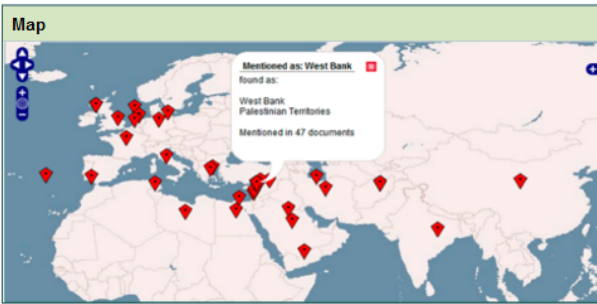 Map
Mentioned as: West Bank
found as:
West Bank
Palestinian Territories
Mentioned in 47 documents